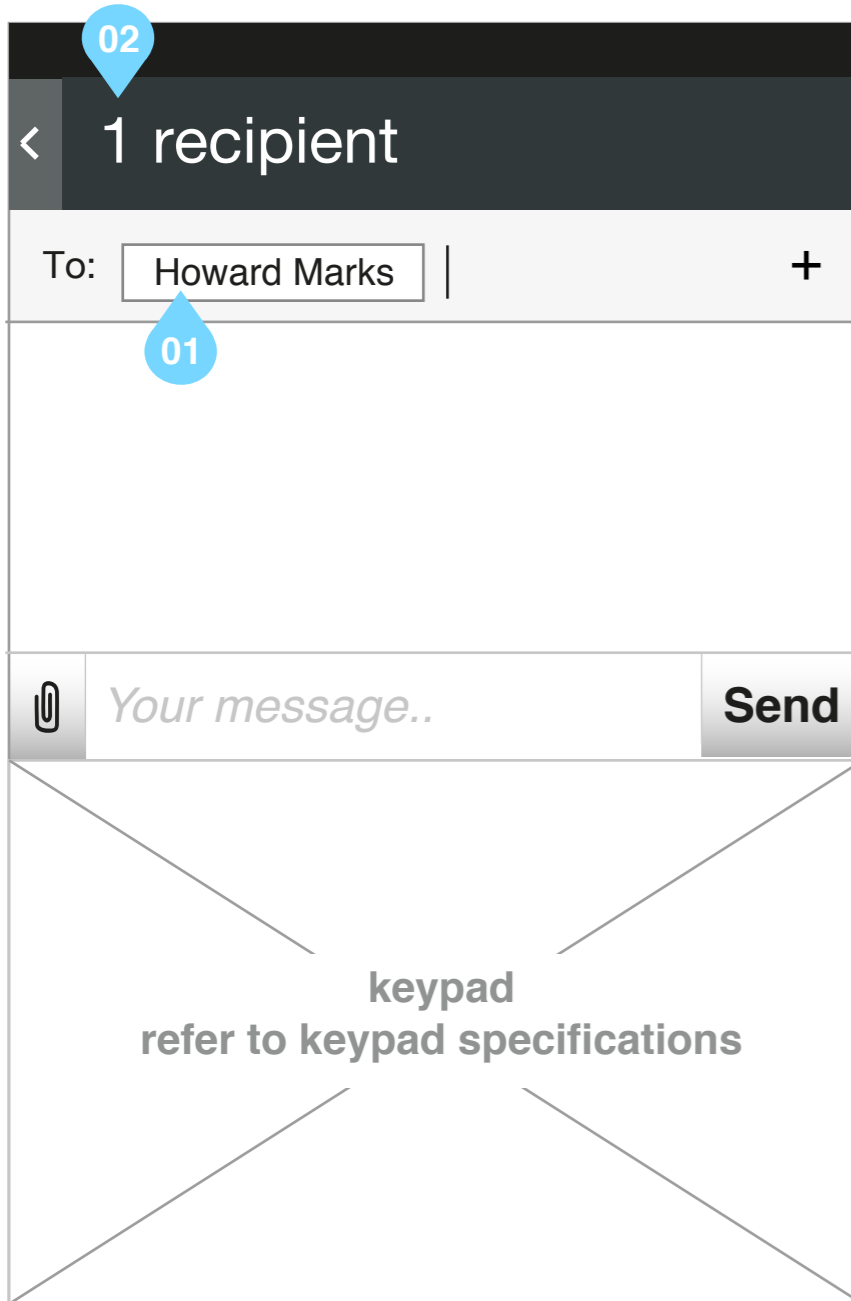 02
< 1 recipient
To: Howard Marks +
01
Your message.. Send
keypad
refer to keypad specifications